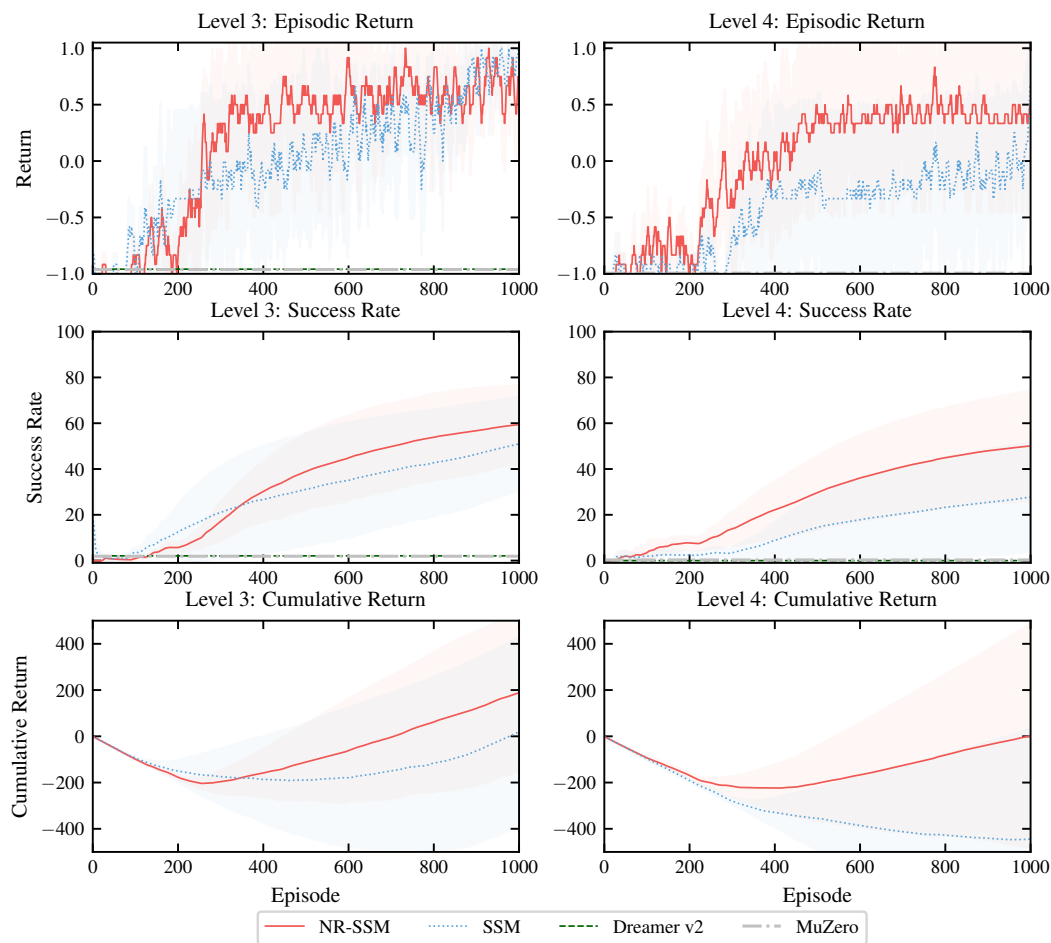 Level 3: Episodic Return
Level 4: Episodic Return
Return
1.0
0.5
0.0
−0.5
−1.0
0 200 400 600 800 1000
1.0
0.5
0.0
−0.5
−1.0
0 200 400 600 800 1000
Level 3: Success Rate
Level 4: Success Rate
Success Rate
100
80
60
40
20
0
0 200 400 600 800 1000
100
80
60
40
20
0
0 200 400 600 800 1000
Level 3: Cumulative Return
Level 4: Cumulative Return
Cumulative Return
400
200
0
−200
−400
0 200 400 600 800 1000
Episode
400
200
0
−200
−400
0 200 400 600 800 1000
Episode
NR-SSM SSM Dreamer v2 MuZero